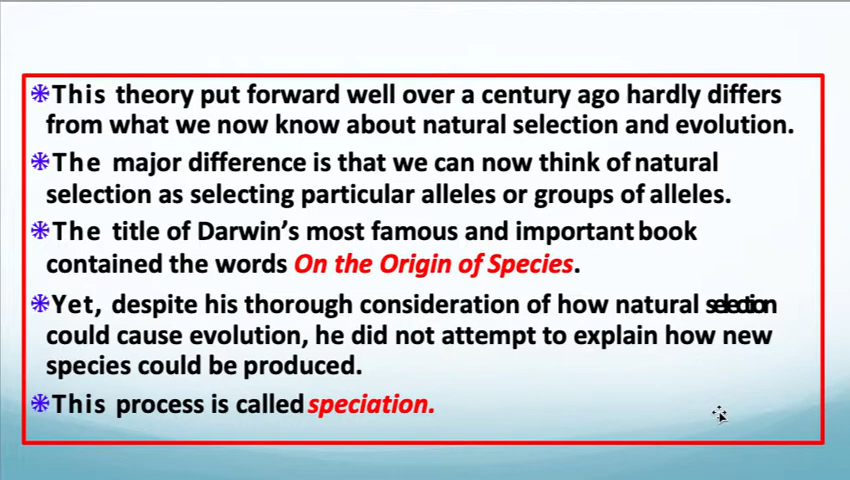 This theory put forward well over a century ago hardly differs
from what we now know about natural selection and evolution.
The major difference is that we can now think of natural
selection as selecting particular alleles or groups of alleles.
The title of Darwin's most famous and important book
contained the words On the Origin of Species.
Yet, despite his thorough consideration of how natural selection
could cause evolution, he did not attempt to explain how new
species could be produced.
This process is called speciation.